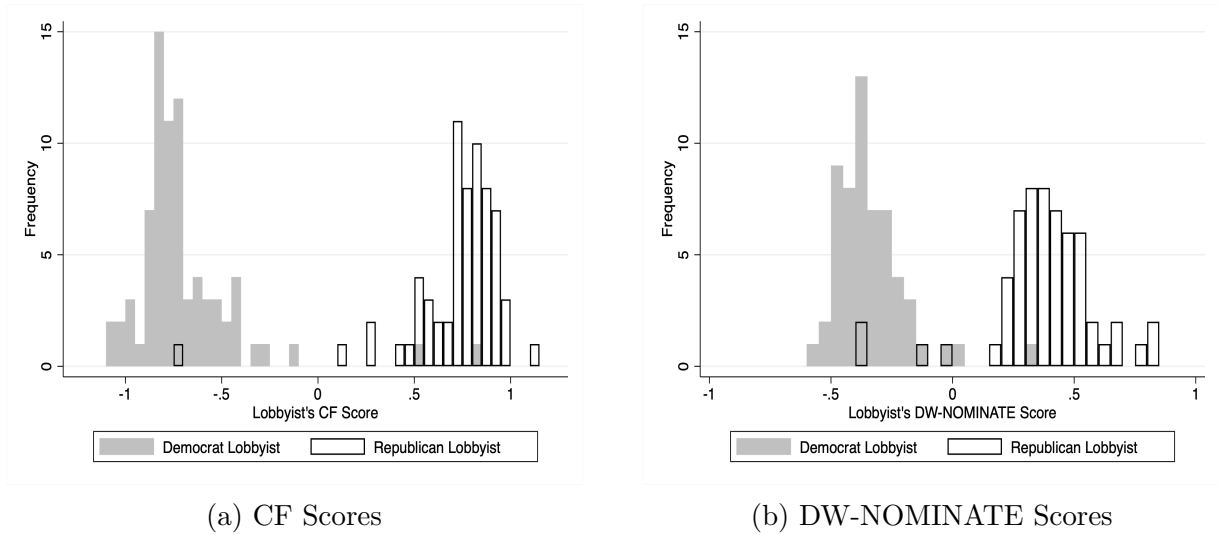 15
10
5
0
Frequency
-1
-.5
0
.5
1
Lobbyist's CF Score
Democrat Lobbyist
Republican Lobbyist
(a) CF Scores
15
10
5
0
Frequency
-1
-.5
0
.5
1
Lobbyist's DW-NOMINATE Score
Democrat Lobbyist
Republican Lobbyist
(b) DW-NOMINATE Scores